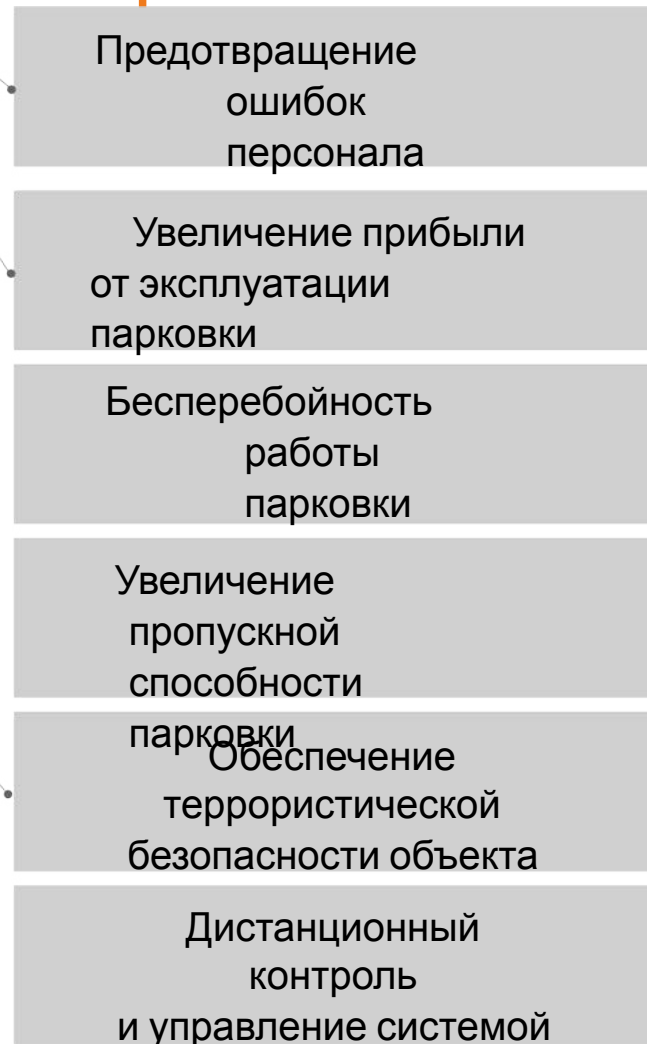 Предотвращение
ошибок
персонала
Увеличение прибыли
от эксплуатации
парковки
Бесперебойность
работы
парковки
Увеличение
пропускной
способности
парковки
Обеспечение
террористической
безопасности объекта
Дистанционный
контроль
и управление системой